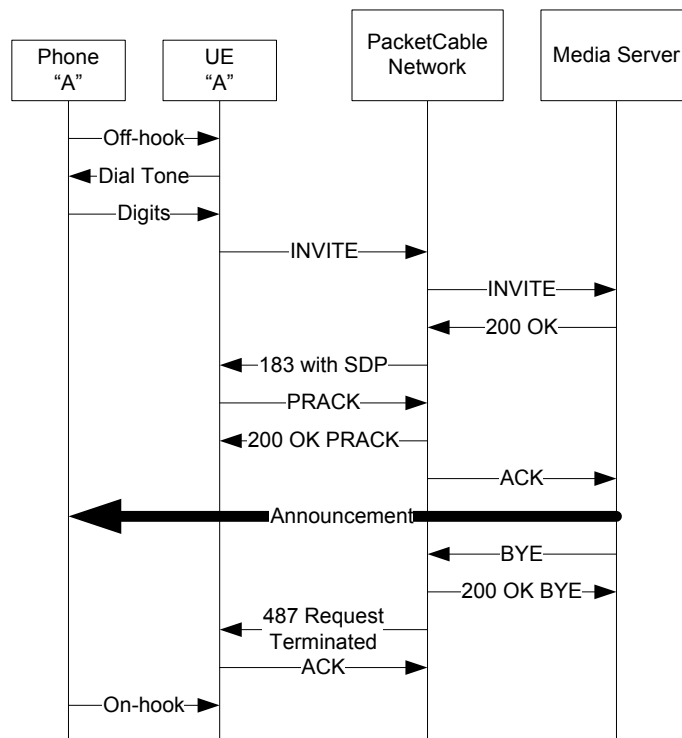 Phone
“A”
UE
“A”
PacketCable
Network
Media Server
Off-hook
Dial Tone
Digits
INVITE
INVITE
200 OK
183 with SDP
PRACK
200 OK PRACK
ACK
Announcement
BYE
200 OK BYE
487 Request
Terminated
ACK
On-hook